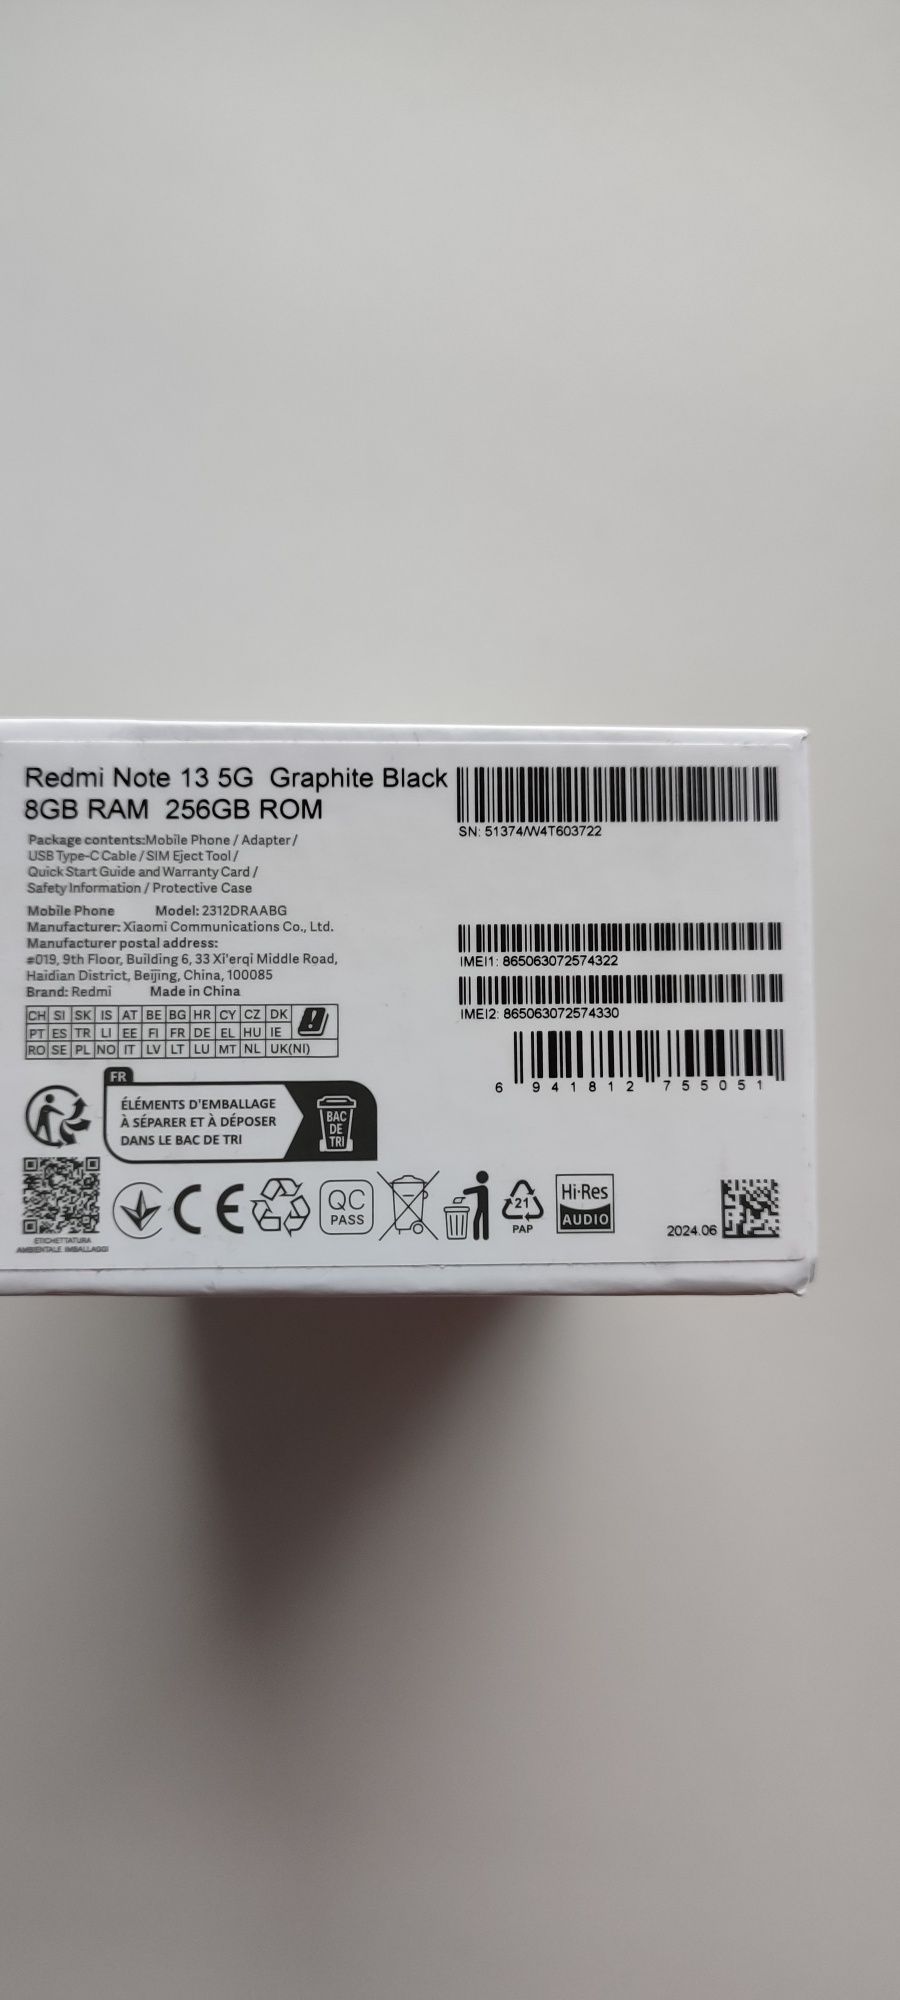 Redmi Note 13 5G Graphite Black
8GB RAM 256GB ROM
Package contents:Mobile Phone / Adapter/
USB Type-C Cable / SIM Eject Tool /
Quick Start Guide and Warranty Card /
Safety Information / Protective Case
Mobile Phone Model: 2312DRAABG
Manufacturer: Xiaomi Communications Co., Ltd.
Manufacturer postal address:
#019, 9th Floor, Building 6, 33 Xi'erqi Middle Road,
Haidian District, Beijing, China, 100085
Brand: Redmi Made in China
CH SI SK IS AT BE BG HR CY CZ DK
PT ES TR LI EE FI FR DE EL HU IE
RO SE PL NO IT LV LT LU MT NL UK(NI)
FR
ÉLÉMENTS D'EMBALLAGE
À SÉPARER ET À DÉPOSER
DANS LE BAC DE TRI
BAC
DE
TRI
ETICHETTATURA
AMBIENTALE IMBALLAGGI
CE
QC
PASS
21
PAP
Hi-Res
AUDIO
SN: 51374/W4T603722
IMEI1: 865063072574322
IMEI2: 865063072574330
6 941812 755051
2024.06